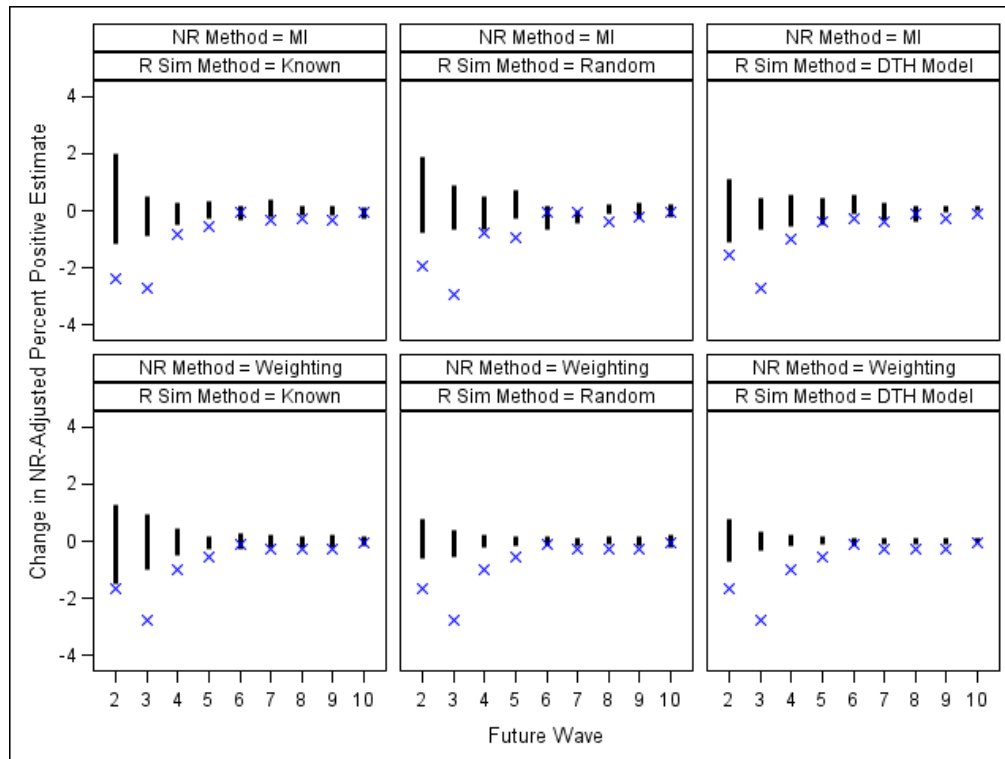 NR Method = MI
NR Method = MI
NR Method = MI
R Sim Method = Known
R Sim Method = Random
R Sim Method = DTH Model
4
2
0
-2
-4
Change in NR-Adjusted Percent Positive Estimate
NR Method = Weighting
NR Method = Weighting
NR Method = Weighting
R Sim Method = Known
R Sim Method = Random
R Sim Method = DTH Model
4
2
0
-2
-4
2 3 4 5 6 7 8 9 10
2 3 4 5 6 7 8 9 10
2 3 4 5 6 7 8 9 10
Future Wave